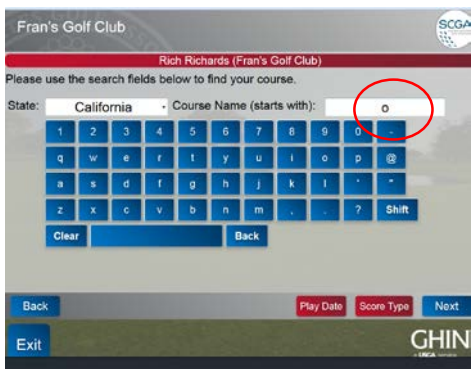 Fran's Golf Club
SCGA
Rich Richards (Fran's Golf Club)
Please use the search fields below to find your course.
State: California Course Name (starts with): o
1 2 3 4 5 6 7 8 9 0 -
q w e r t y u i o p @
a s d f g h j k l ' "
z x c v b n m , . ? Shift
Clear Back
Back Play Date Score Type Next
Exit GHIN
A USGA service